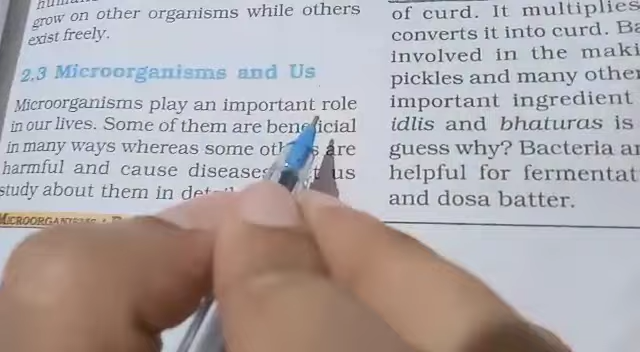 grow on other organisms while others
exist freely.
2.3 Microorganisms and Us
Microorganisms play an important role
in our lives. Some of them are beneficial
in many ways whereas some others are
harmful and cause diseases. us
study about them in
MICROORGANISMS :
of curd. It multiplies
converts it into curd.
involved in the
pickles and many other
important ingredient
idlis and bhaturas is
guess why? Bacteria
helpful for
and dosa batter.